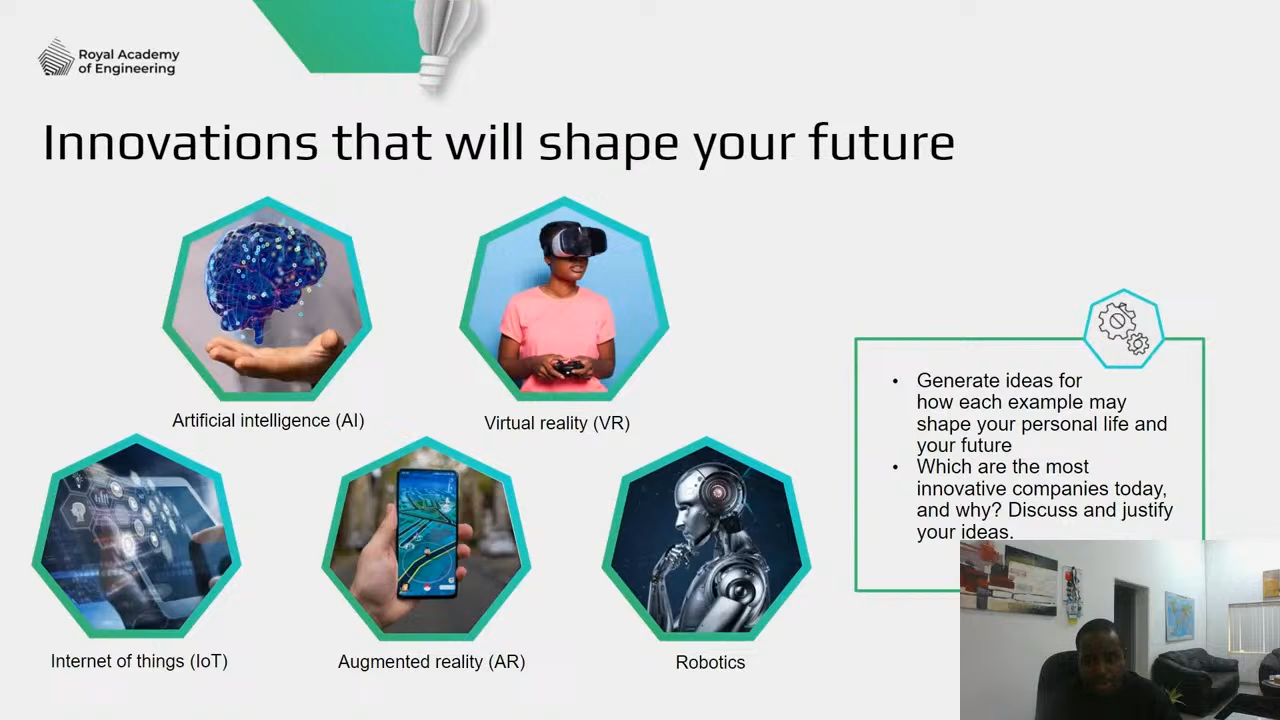 Royal Academy
of Engineering
Innovations that will shape your future
Artificial intelligence (AI)
Virtual reality (VR)
Internet of things (IoT)
Augmented reality (AR)
Robotics
• Generate ideas for
how each example may
shape your personal life and
your future
• Which are the most
innovative companies today,
and why? Discuss and justify
your ideas.